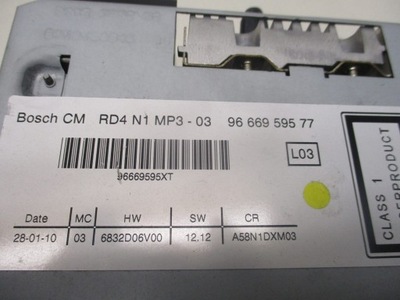 Bosch CM RD4 N1 MP3 - 03 96 669 595 77
96669595XT
L03
Date MC HW SW CR
28-01-10 03 6832D06V00 12.12 A58N1DXM03
CLASS 1